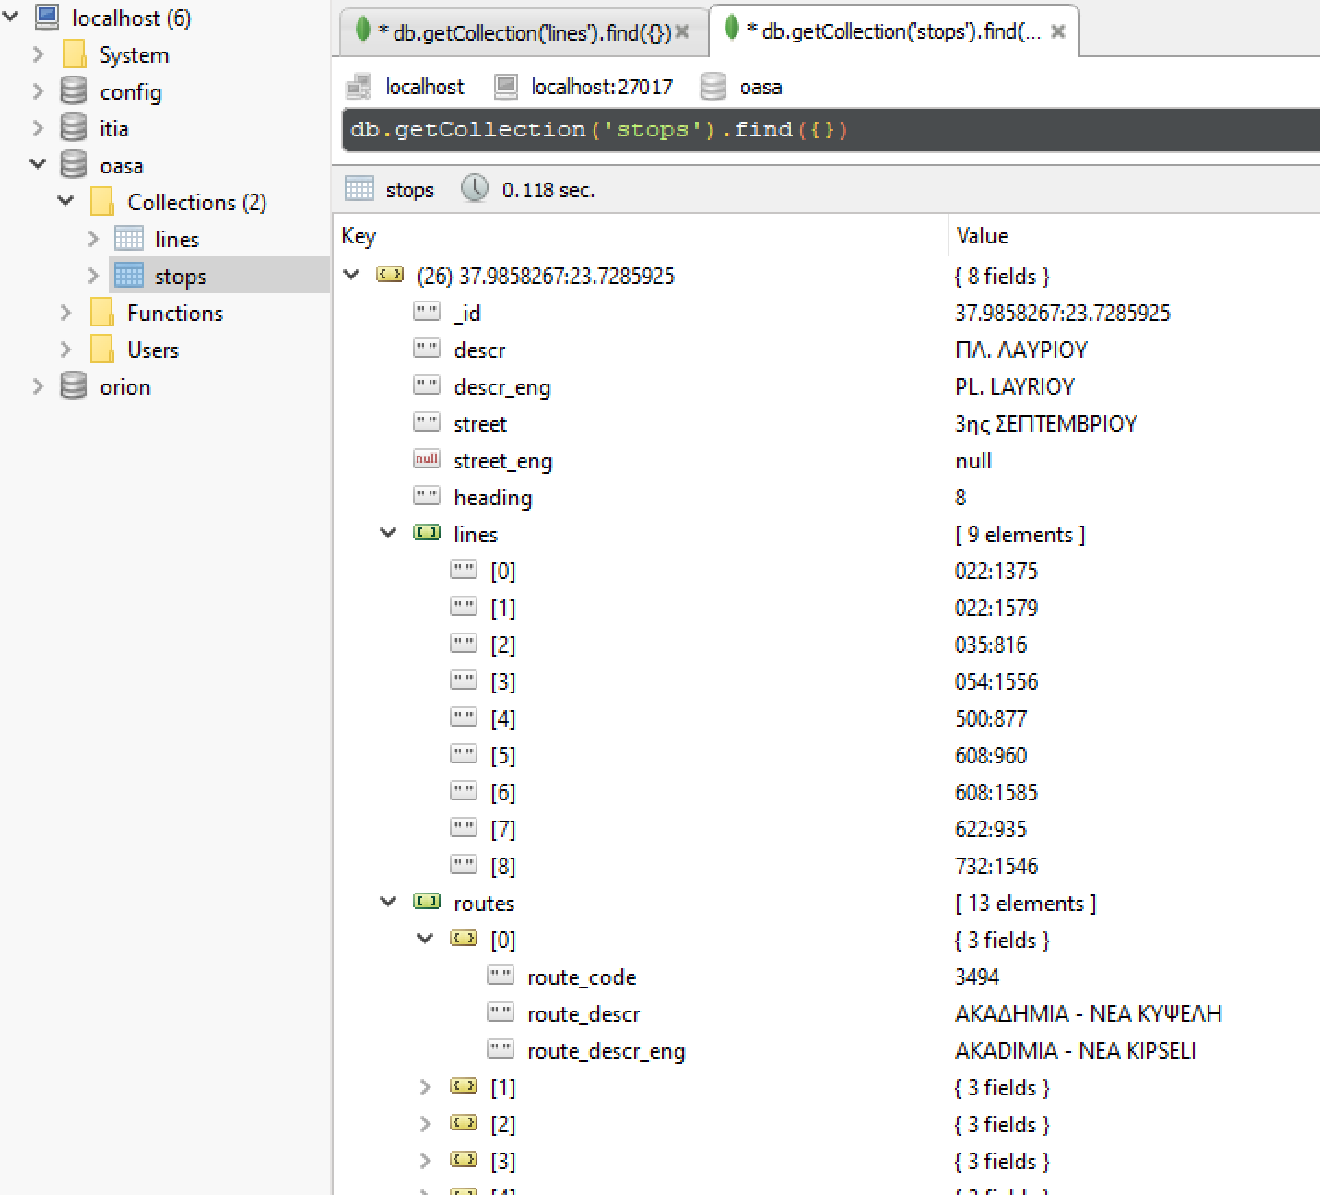 localhost (6)
System
config
itia
oasa
Collections (2)
lines
stops
Functions
Users
orion
* db.getCollection('lines').find({})
* db.getCollection('stops').find(...
localhost
localhost:27017
oasa
db.getCollection('stops').find({})
stops
0.118 sec.
Key Value
(26) 37.9858267:23.7285925 { 8 fields }
_id 37.9858267:23.7285925
descr ΠΛ. ΛΑΥΡΙΟΥ
descr_eng PL. LAYRIOY
street 3ης ΣΕΠΤΕΜΒΡΙΟΥ
null street_eng null
heading 8
lines [ 9 elements ]
[0] 022:1375
[1] 022:1579
[2] 035:816
[3] 054:1556
[4] 500:877
[5] 608:960
[6] 608:1585
[7] 622:935
[8] 732:1546
routes [ 13 elements ]
[0] { 3 fields }
route_code 3494
route_descr ΑΚΑΔΗΜΙΑ - ΝΕΑ ΚΥΨΕΛΗ
route_descr_eng AKADIMIA - NEA KIPSELI
[1] { 3 fields }
[2] { 3 fields }
[3] { 3 fields }
[4] { 3 fields }